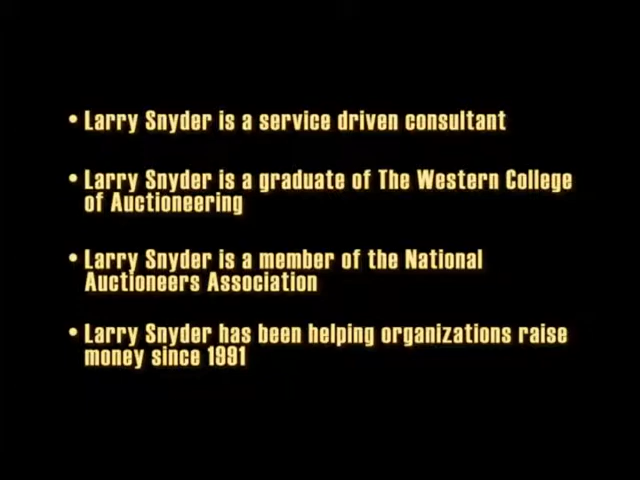 • Larry Snyder is a service driven consultant
• Larry Snyder is a graduate of The Western College
of Auctioneering
• Larry Snyder is a member of the National
Auctioneers Association
• Larry Snyder has been helping organizations raise
money since 1991